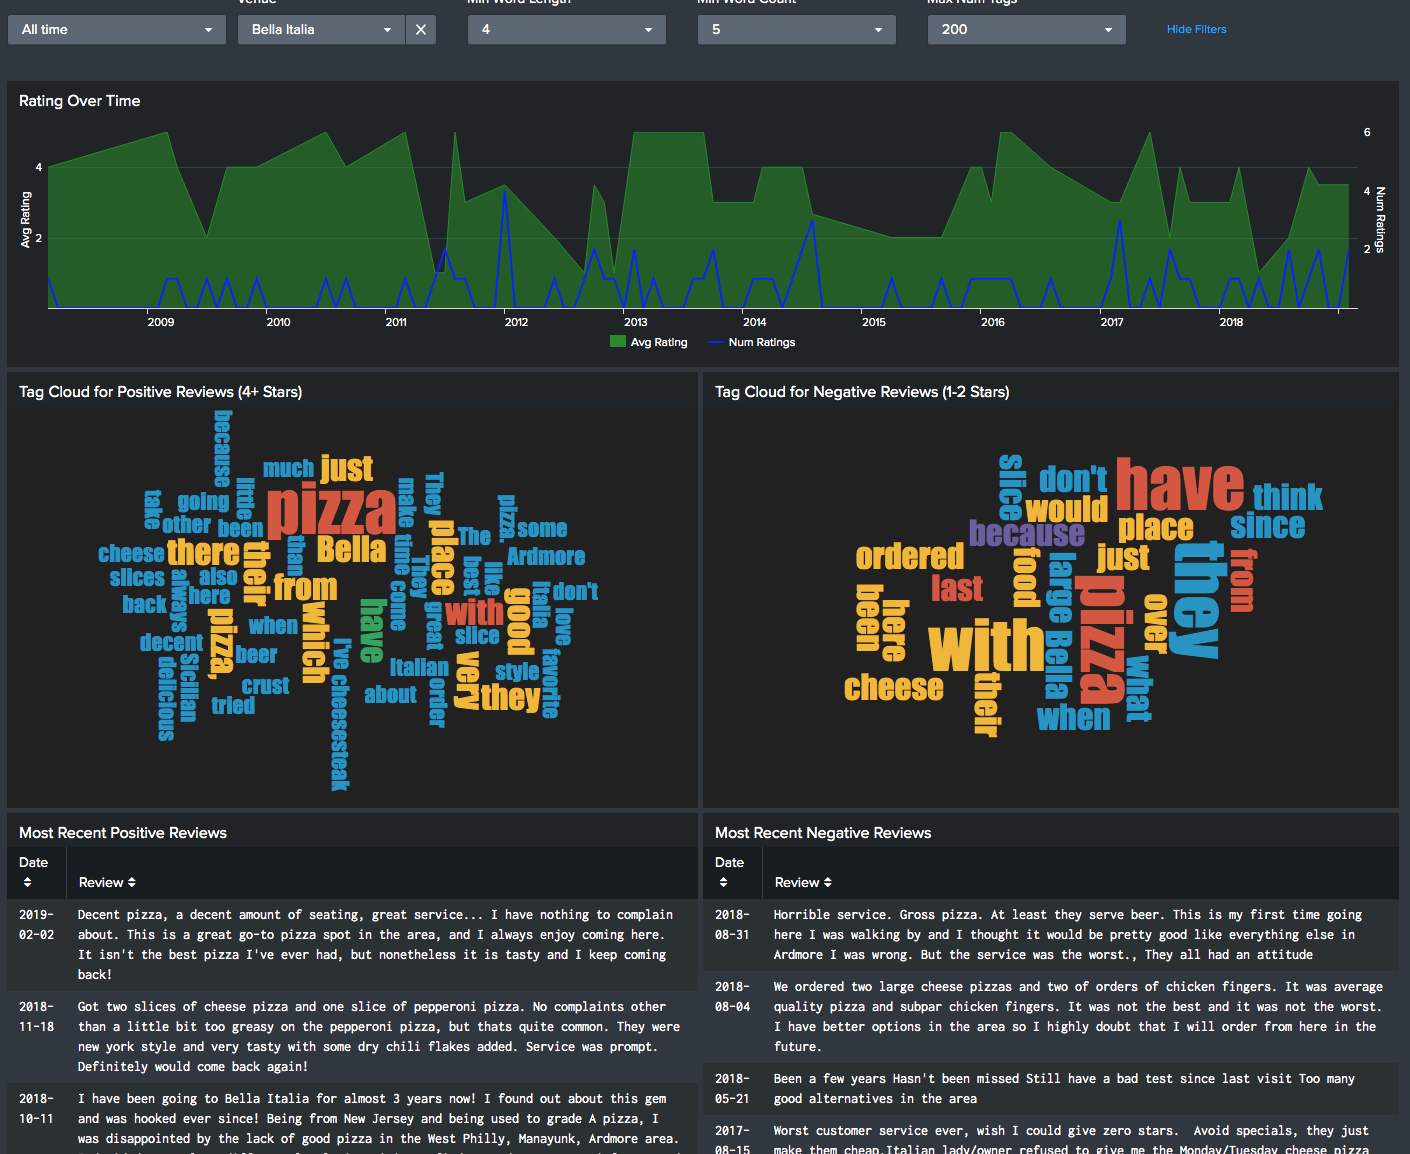 Venue
Min Word Length
Min Word Count
Max Num Tags
All time
Bella Italia
X
4
5
200
Hide Filters
Rating Over Time
6
4
4
2
2
Avg Rating
Num Ratings
2009
2010
2011
2012
2013
2014
2015
2016
2017
2018
Avg Rating
Num Ratings
Tag Cloud for Positive Reviews (4+ Stars)
because
much
just
take
going
little
pizza
make
They
pizza.
other
been
The
some
cheese
there
their
than
Bella
time
place
Ardmore
slices
always
also
from
They
best
like
back
here
come
with
good
italia
don't
decent
pizza,
when
which
have
great
slice
love
delicious
Sicilian
beer
I've
Italian
very
style
favorite
crust
about
order
they
tried
cheesesteak
Tag Cloud for Negative Reviews (1-2 Stars)
slice
don't
have
think
would
because
place
since
ordered
food
large
just
they
from
last
pizza
been
here
over
with
Bella
what
cheese
their
when
Most Recent Positive Reviews
Date
Review
2019-02-02
Decent pizza, a decent amount of seating, great service... I have nothing to complain
about. This is a great go-to pizza spot in the area, and I always enjoy coming here.
It isn't the best pizza I've ever had, but nonetheless it is tasty and I keep coming
back!
2018-11-18
Got two slices of cheese pizza and one slice of pepperoni pizza. No complaints other
than a little bit too greasy on the pepperoni pizza, but thats quite common. They were
new york style and very tasty with some dry chili flakes added. Service was prompt.
Definitely would come back again!
2018-10-11
I have been going to Bella Italia for almost 3 years now! I found out about this gem
and was hooked ever since! Being from New Jersey and being used to grade A pizza, I
was disappointed by the lack of good pizza in the West Philly, Manayunk, Ardmore area.
Most Recent Negative Reviews
Date
Review
2018-08-31
Horrible service. Gross pizza. At least they serve beer. This is my first time going
here I was walking by and I thought it would be pretty good like everything else in
Ardmore I was wrong. But the service was the worst., They all had an attitude
2018-08-04
We ordered two large cheese pizzas and two of orders of chicken fingers. It was average
quality pizza and subpar chicken fingers. It was not the best and it was not the worst.
I have better options in the area so I highly doubt that I will order from here in the
future.
2018-05-21
Been a few years Hasn't been missed Still have a bad test since last visit Too many
good alternatives in the area
2017-08-15
Worst customer service ever, wish I could give zero stars.  Avoid specials, they just
make them cheap.Italian lady/owner refused to give me the Monday/Tuesday cheese pizza